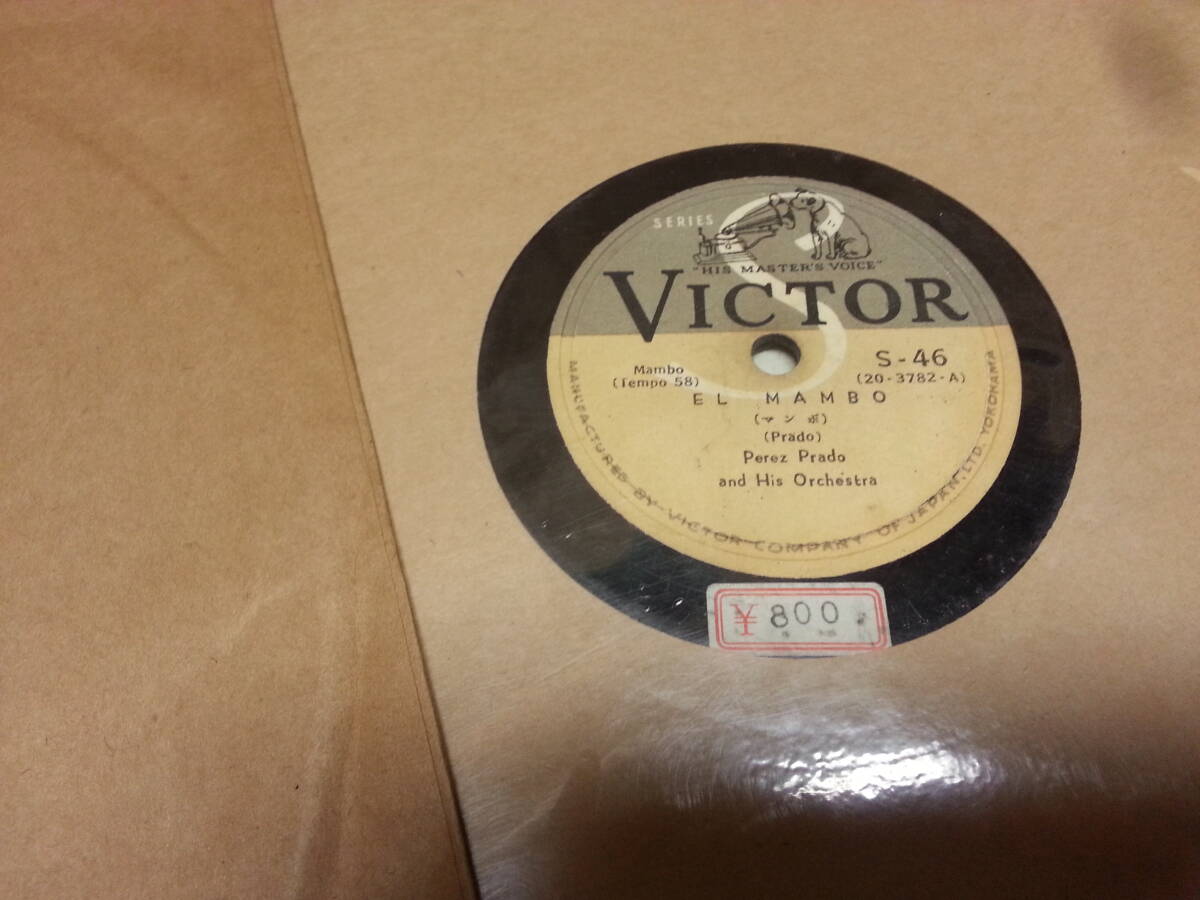 SERIES S
"HIS MASTER'S VOICE"
VICTOR
S-46
(20-3782-A)
Mambo
(Tempo 58)
EL MAMBO
(マンボ)
(Prado)
Perez Prado
and His Orchestra
MANUFACTURED BY VICTOR COMPANY OF JAPAN, LTD. YOKOHAMA
¥800